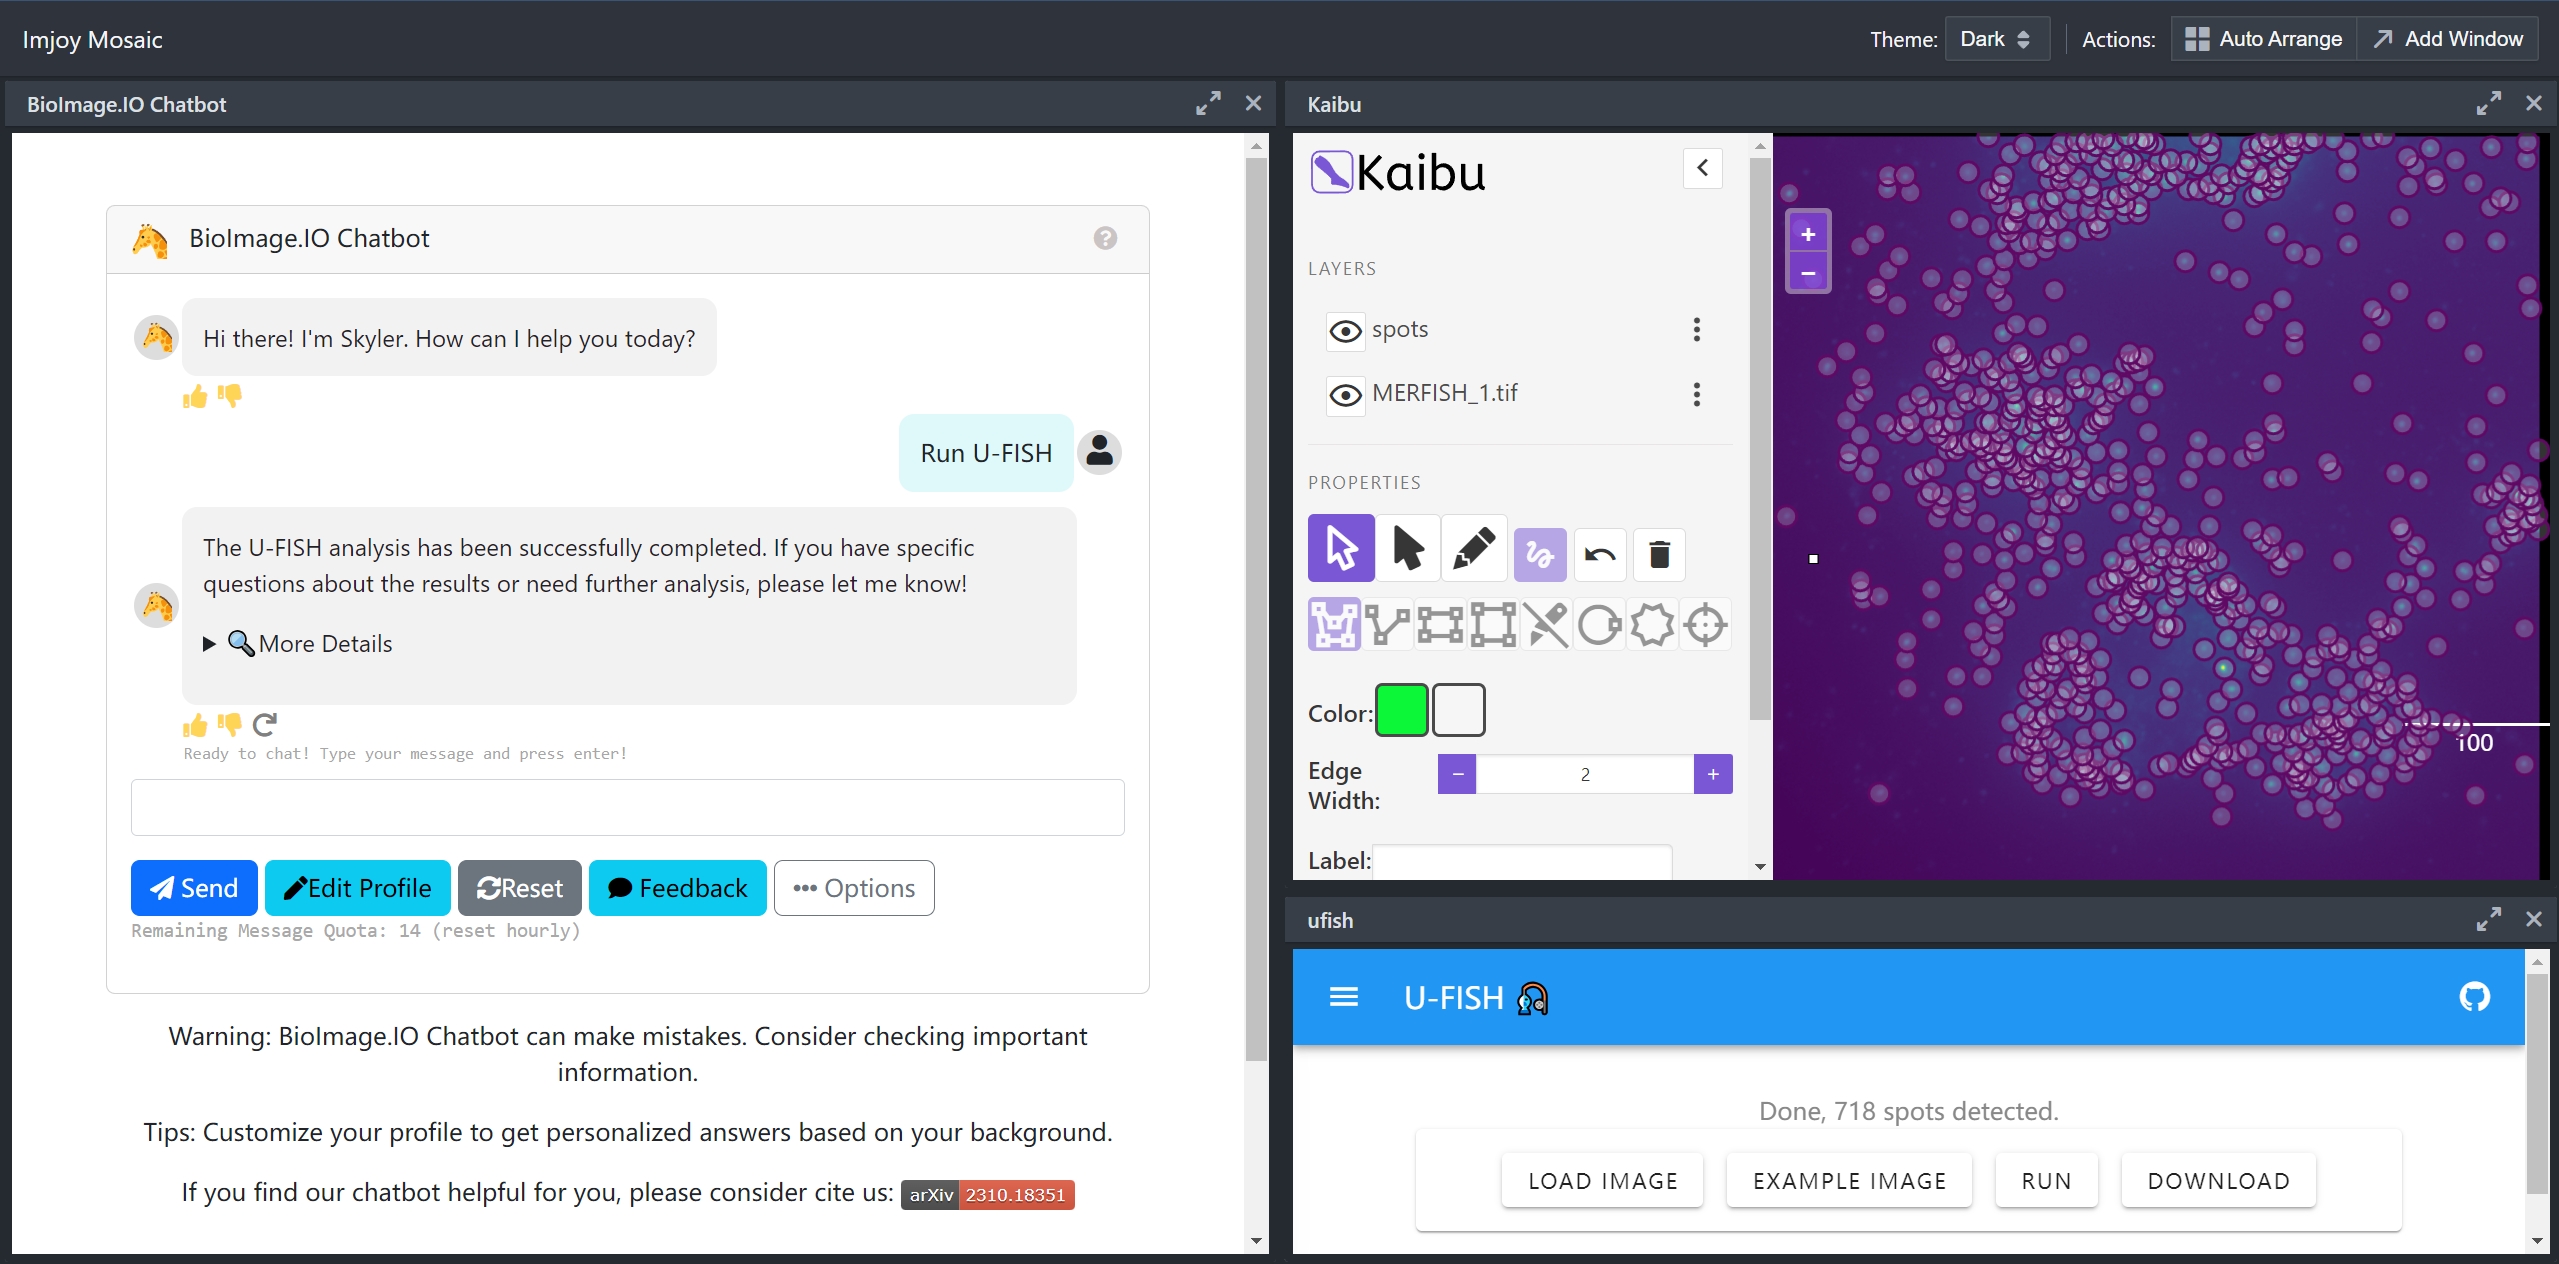 Imjoy Mosaic
Theme: Dark
Actions: Auto Arrange Add Window
BioImage.IO Chatbot
BioImage.IO Chatbot
Hi there! I'm Skyler. How can I help you today?
Run U-FISH
The U-FISH analysis has been successfully completed. If you have specific
questions about the results or need further analysis, please let me know!
More Details
Ready to chat! Type your message and press enter!
Send Edit Profile Reset Feedback Options
Remaining Message Quota: 14 (reset hourly)
Warning: BioImage.IO Chatbot can make mistakes. Consider checking important
information.
Tips: Customize your profile to get personalized answers based on your background.
If you find our chatbot helpful for you, please consider cite us: arXiv 2310.18351
Kaibu
Kaibu
LAYERS
spots
MERFISH_1.tif
PROPERTIES
Color:
Edge
Width:
2
Label:
100
ufish
U-FISH
Done, 718 spots detected.
LOAD IMAGE EXAMPLE IMAGE RUN DOWNLOAD